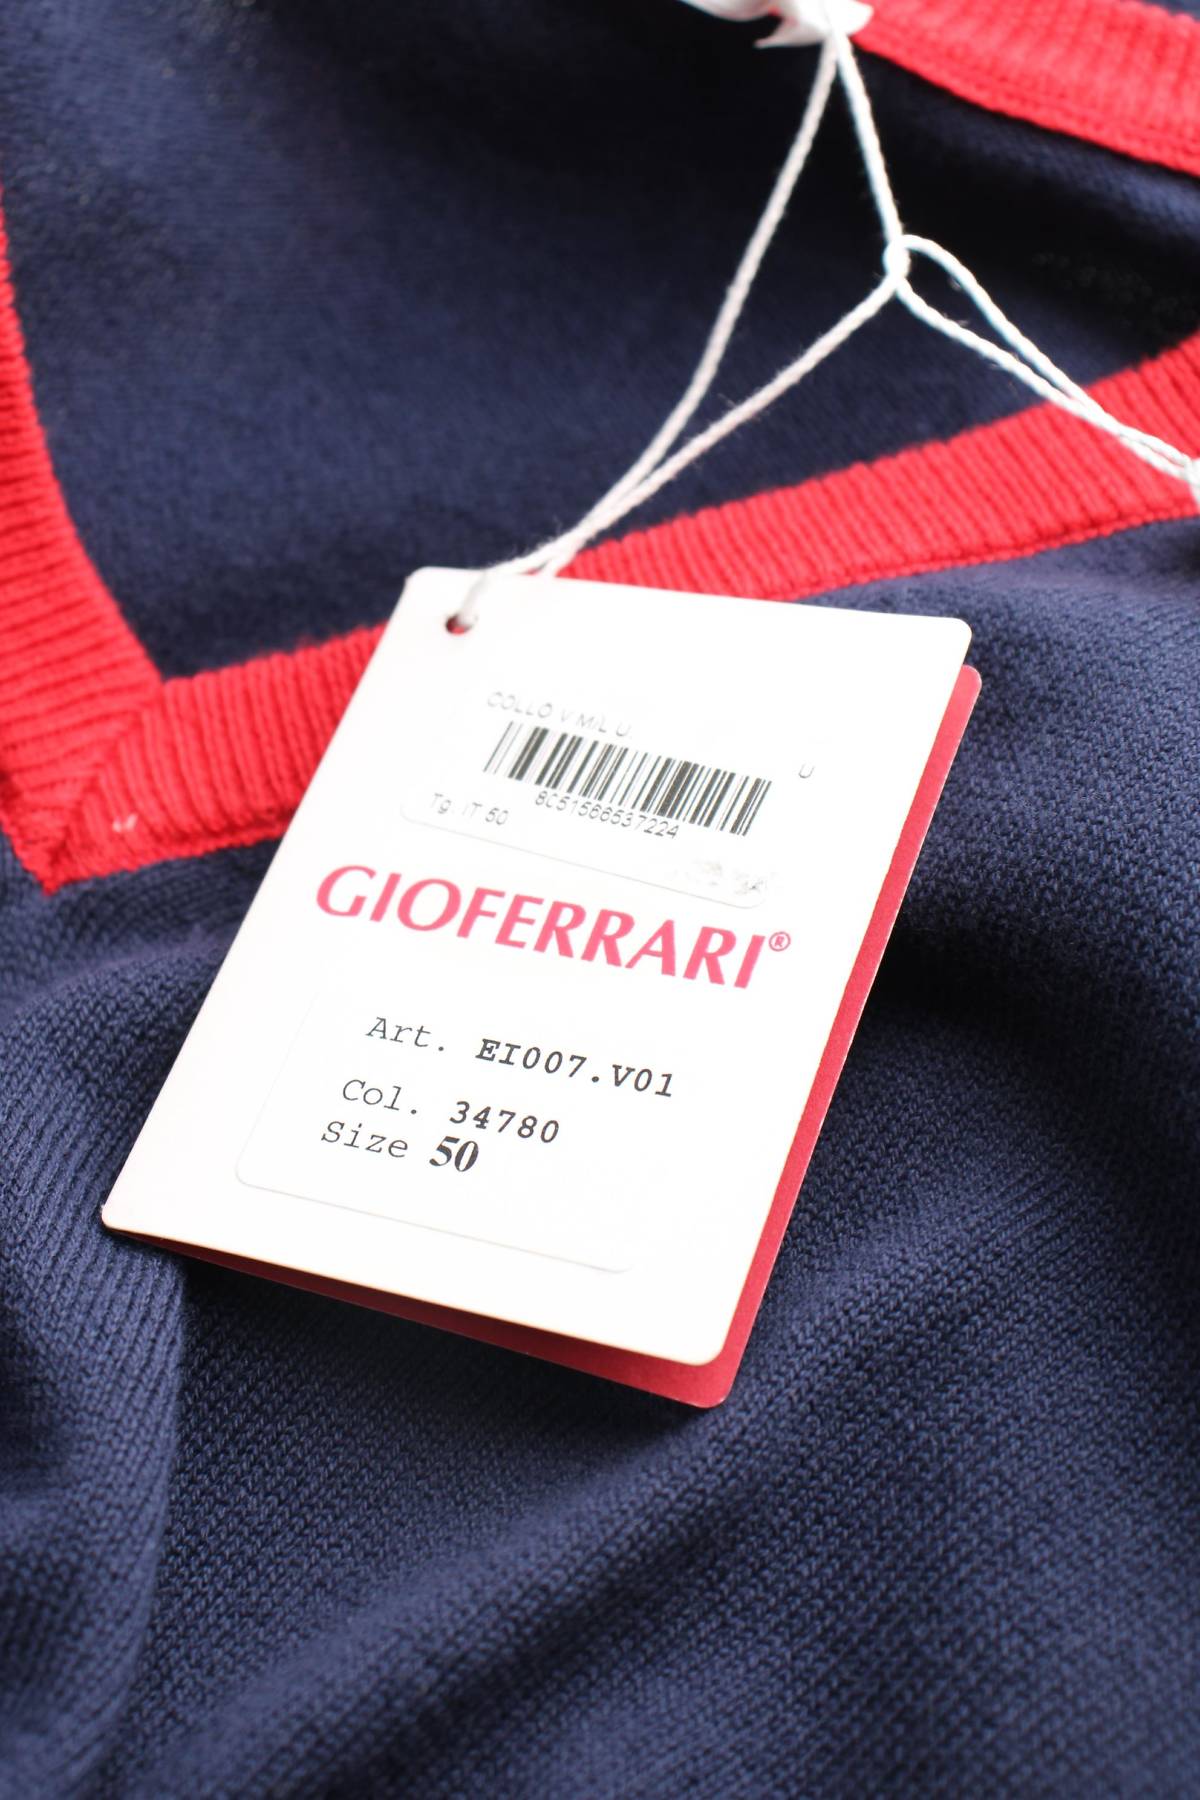 COLLO V M/L U.
U
8051566537224
Tg. IT 50
GIOFERRARI®
Art. EI007.V01
Col. 34780
Size 50